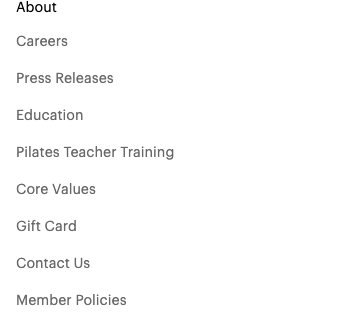 About
Careers
Press Releases
Education
Pilates Teacher Training
Core Values
Gift Card
Contact Us
Member Policies